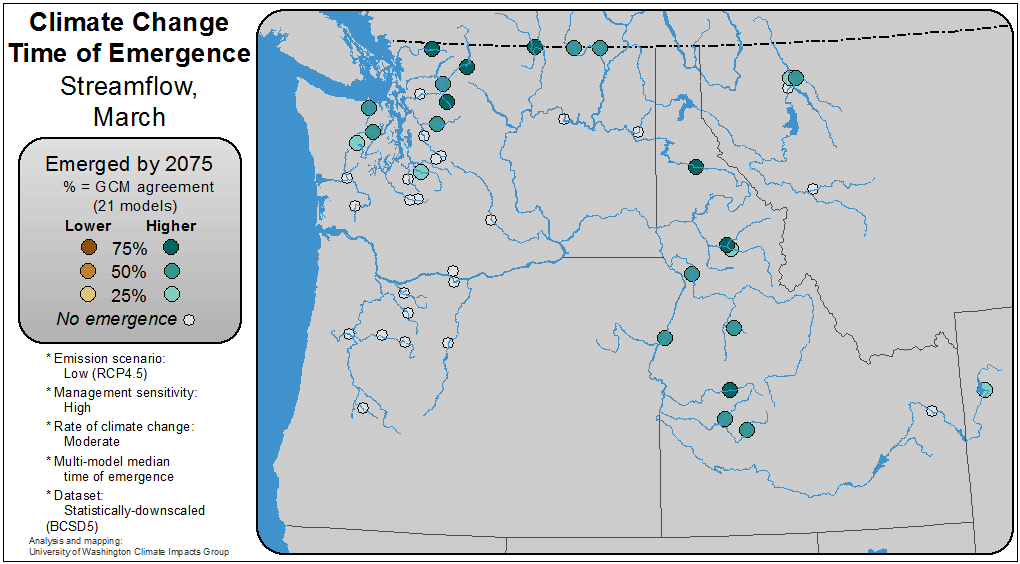 Climate Change
Time of Emergence
Streamflow,
March
Emerged by 2075
% = GCM agreement
(21 models)
Lower Higher
75%
50%
25%
No emergence
* Emission scenario:
Low (RCP4.5)
* Management sensitivity:
High
* Rate of climate change:
Moderate
* Multi-model median
time of emergence
* Dataset:
Statistically-downscaled
(BCSD5)
Analysis and mapping:
University of Washington Climate Impacts Group